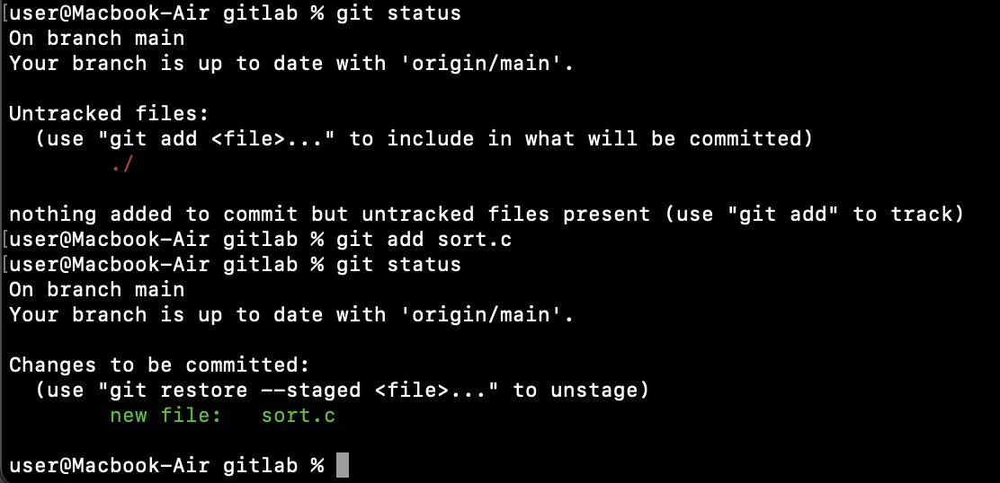 [user@Macbook-Air gitlab % git status
On branch main
Your branch is up to date with 'origin/main'.

Untracked files:
  (use "git add <file>..." to include in what will be committed)
        ./

nothing added to commit but untracked files present (use "git add" to track)
[user@Macbook-Air gitlab % git add sort.c
[user@Macbook-Air gitlab % git status
On branch main
Your branch is up to date with 'origin/main'.

Changes to be committed:
  (use "git restore --staged <file>..." to unstage)
        new file:   sort.c

user@Macbook-Air gitlab %